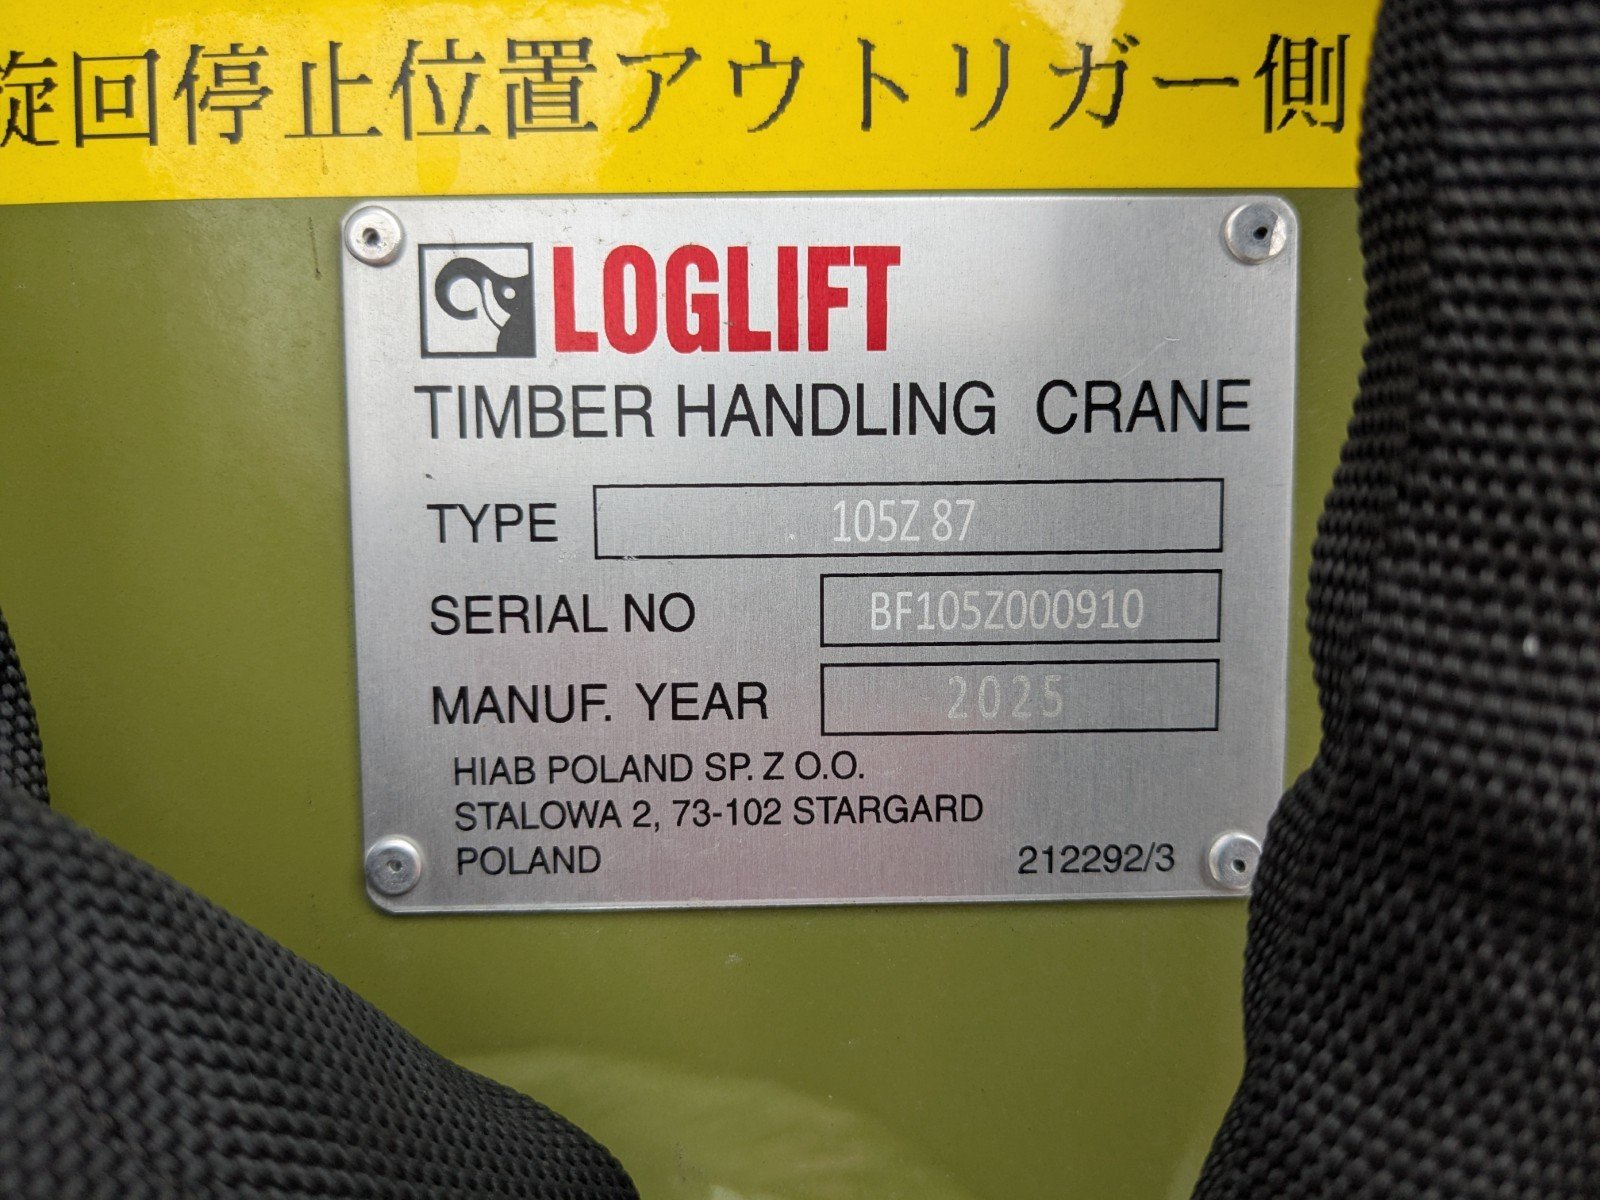 旋回停止位置アウトリガー側
LOGLIFT
TIMBER HANDLING CRANE
TYPE 105Z 87
SERIAL NO BF105Z000910
MANUF. YEAR 2025
HIAB POLAND SP. Z O.O.
STALOWA 2, 73-102 STARGARD
POLAND 212292/3